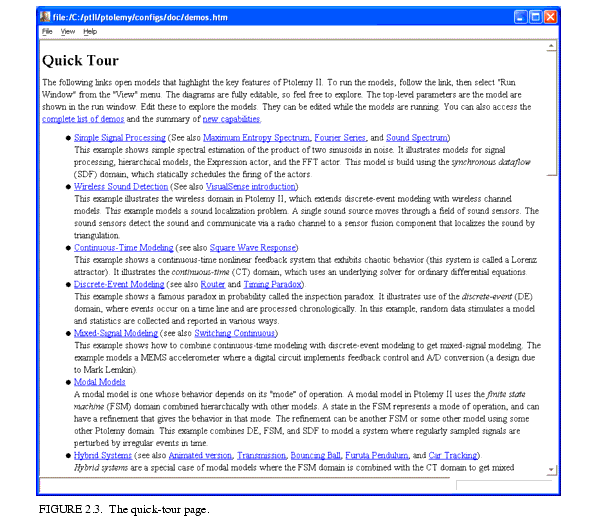 file:/C:/ptII/ptolemy/configs/doc/demos.htm
File View Help
Quick Tour
The following links open models that highlight the key features of Ptolemy II. To run the models, follow the link, then select "Run
Window" from the "View" menu. The diagrams are fully editable, so feel free to explore. The top-level parameters are the model are
shown in the run window. Edit these to explore the models. They can be edited while the models are running. You can also access the
complete list of demos and the summary of new capabilities.
● Simple Signal Processing (See also Maximum Entropy Spectrum, Fourier Series, and Sound Spectrum)
This example shows simple spectral estimation of the product of two sinusoids in noise. It illustrates models for signal
processing, hierarchical models, the Expression actor, and the FFT actor. This model is build using the synchronous dataflow
(SDF) domain, which statically schedules the firing of the actors.
● Wireless Sound Detection (See also VisualSense introduction)
This example illustrates the wireless domain in Ptolemy II, which extends discrete-event modeling with wireless channel
models. This example models a sound localization problem. A single sound source moves through a field of sound sensors. The
sound sensors detect the sound and communicate via a radio channel to a sensor fusion component that localizes the sound by
triangulation.
● Continuous-Time Modeling (see also Square Wave Response)
This example shows a continuous-time nonlinear feedback system that exhibits chaotic behavior (this system is called a Lorenz
attractor). It illustrates the continuous-time (CT) domain, which uses an underlying solver for ordinary differential equations.
● Discrete-Event Modeling (see also Router and Timing Paradox)
This example shows a famous paradox in probability called the inspection paradox. It illustrates use of the discrete-event (DE)
domain, where events occur on a time line and are processed chronologically. In this example, random data stimulates a model
and statistics are collected and reported in various ways.
● Mixed-Signal Modeling (see also Switching Continuous)
This example shows how to combine continuous-time modeling with discrete-event modeling to get mixed-signal modeling. The
example models a MEMS accelerometer where a digital circuit implements feedback control and A/D conversion (a design due
to Mark Lemkin).
● Modal Models
A modal model is one whose behavior depends on its "mode" of operation. A modal model in Ptolemy II uses the finite state
machine (FSM) domain combined hierarchically with other models. A state in the FSM represents a mode of operation, and can
have a refinement that gives the behavior in that mode. The refinement can be another FSM or some other model using some
other Ptolemy domain. This example combines DE, FSM, and SDF to model a system where regularly sampled signals are
perturbed by irregular events in time.
● Hybrid Systems (see also Animated version, Transmission, Bouncing Ball, Furuta Pendulum, and Car Tracking)
Hybrid systems are a special case of modal models where the FSM domain is combined with the CT domain to get mixed
FIGURE 2.3. The quick-tour page.